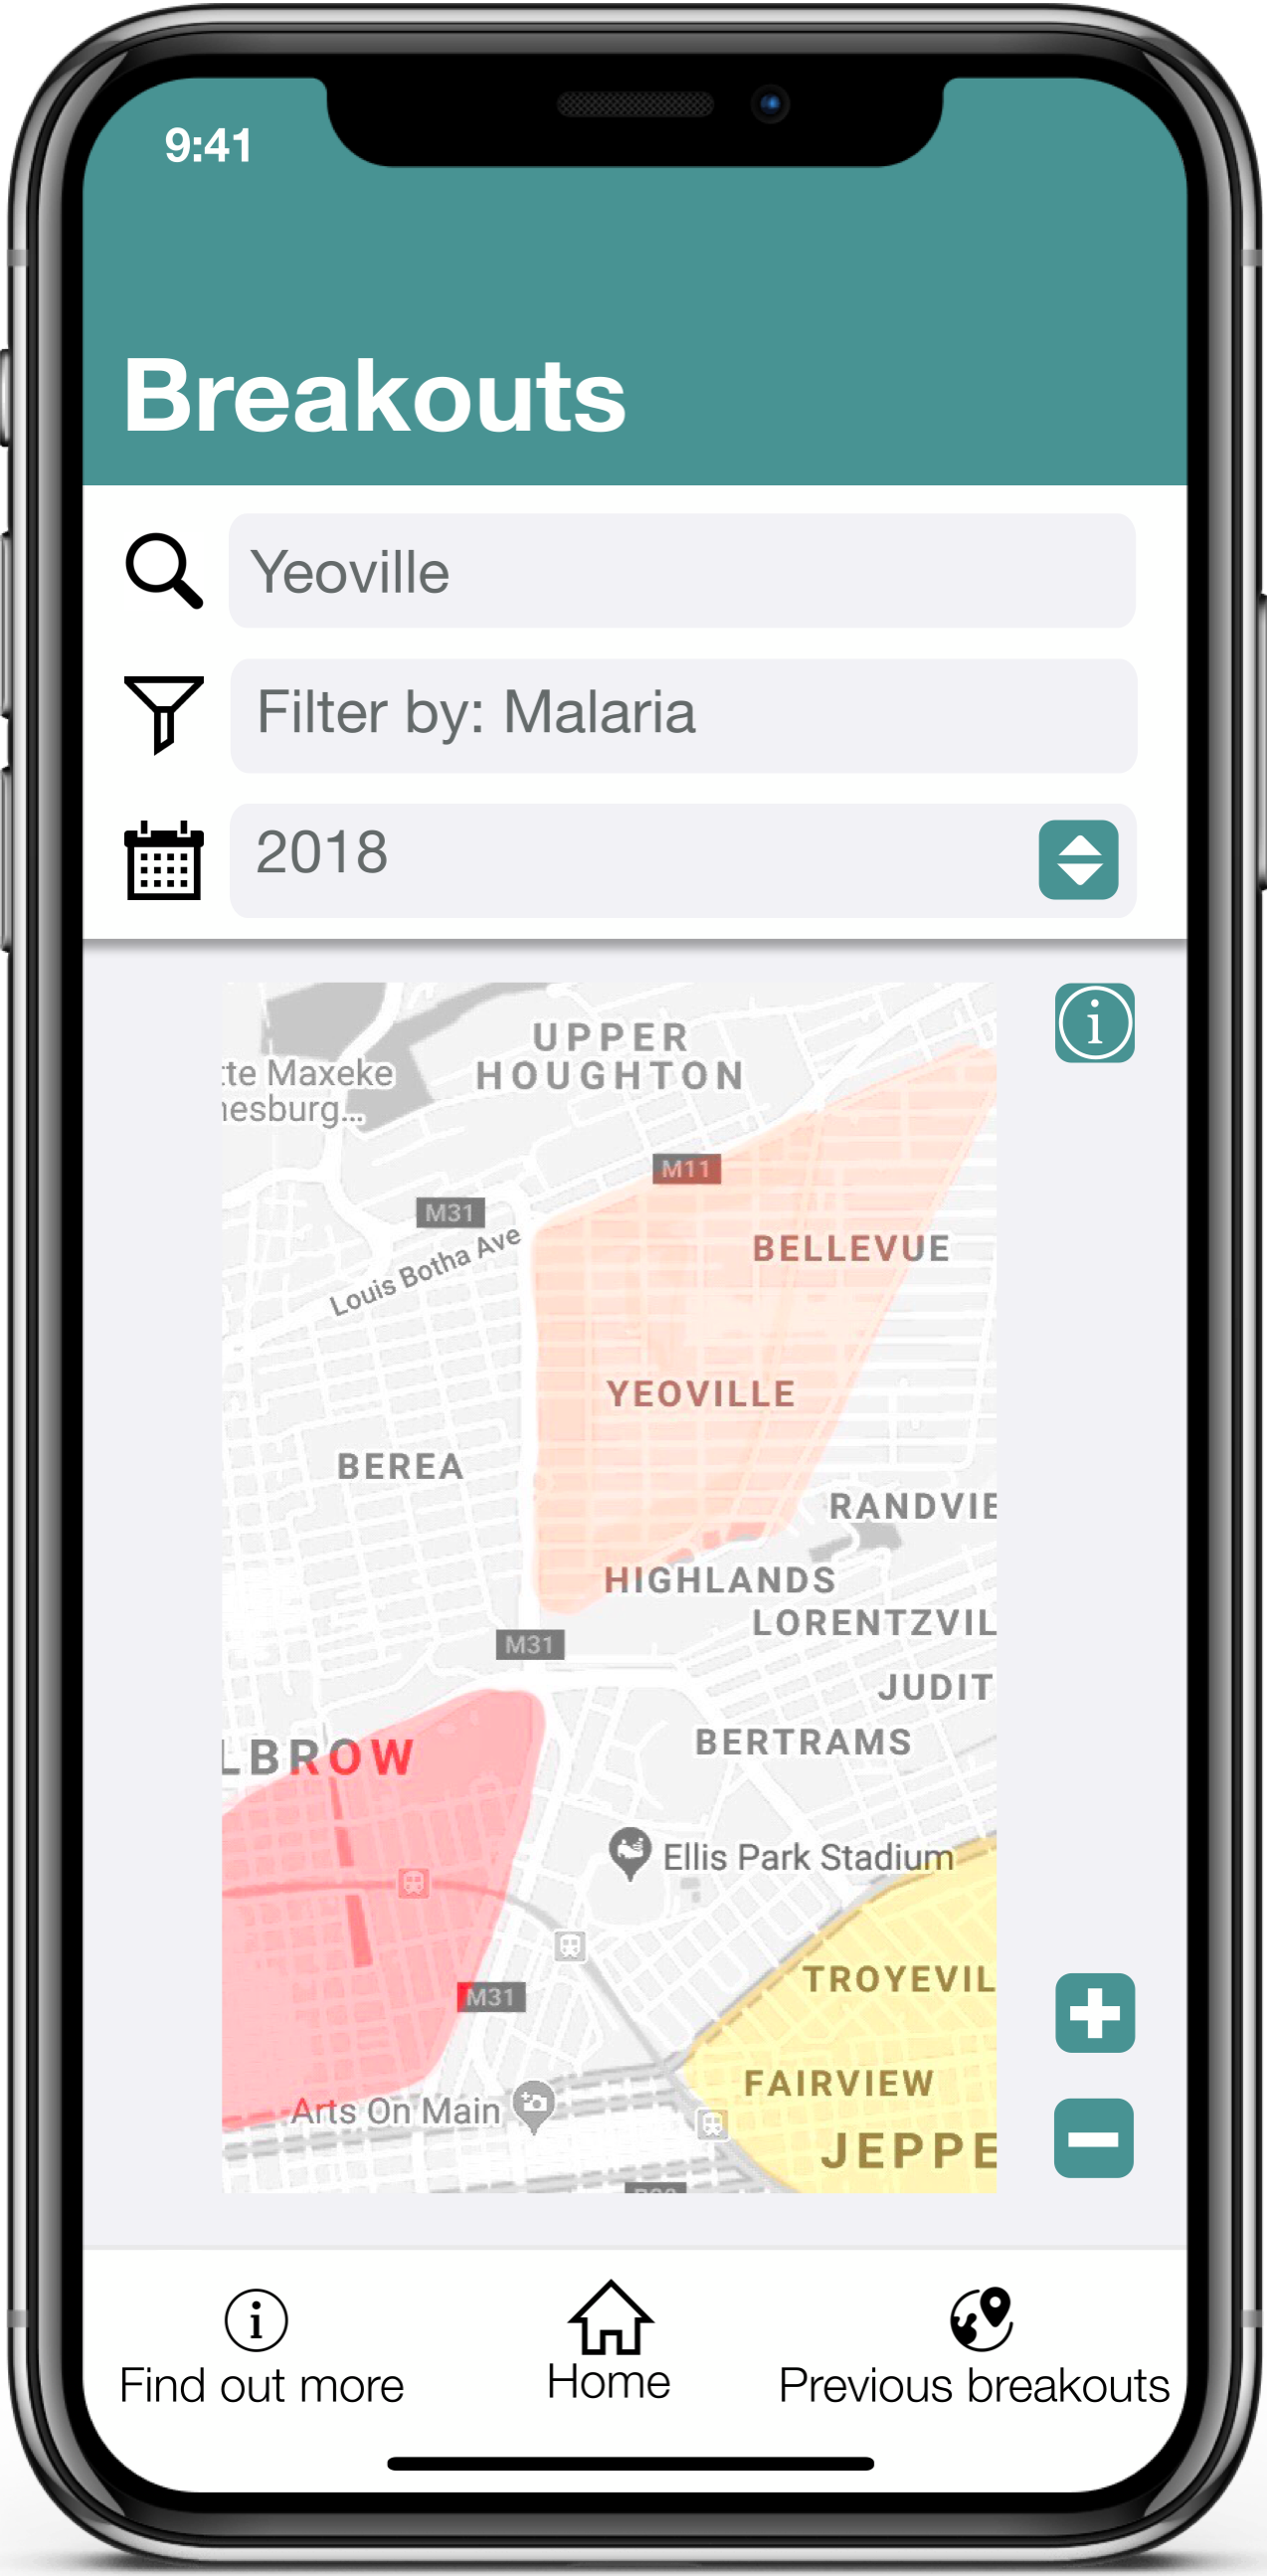 9:41
Breakouts
Yeoville
Filter by: Malaria
2018
UPPER
HOUGHTON
te Maxeke
nesburg...
M11
M31
Louis Botha Ave
BELLEVUE
YEOVILLE
BEREA
RANDVIE
HIGHLANDS
LORENTZVIL
M31
JUDIT
BERTRAMS
LBROW
Ellis Park Stadium
TROYEVIL
M31
FAIRVIEW
Arts On Main
JEPPE
Find out more
Home
Previous breakouts